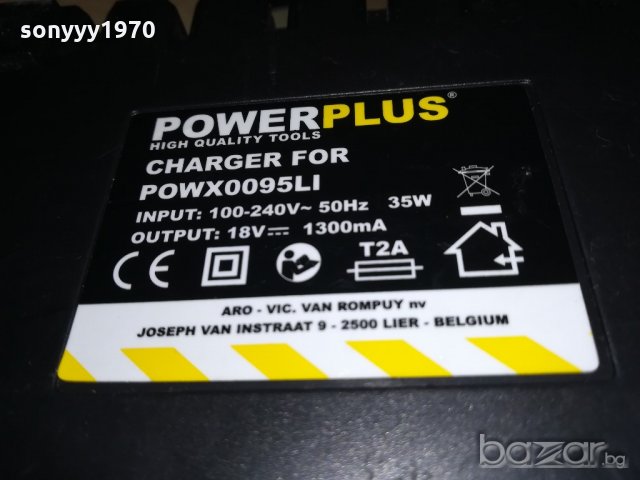 sonyyy1970
POWERPLUS®
HIGH QUALITY TOOLS
CHARGER FOR
POWX0095LI
INPUT: 100-240V~ 50Hz 35W
OUTPUT: 18V⎓ 1300mA
CE T2A
ARO - VIC. VAN ROMPUY nv
JOSEPH VAN INSTRAAT 9 - 2500 LIER - BELGIUM
bazar.bg